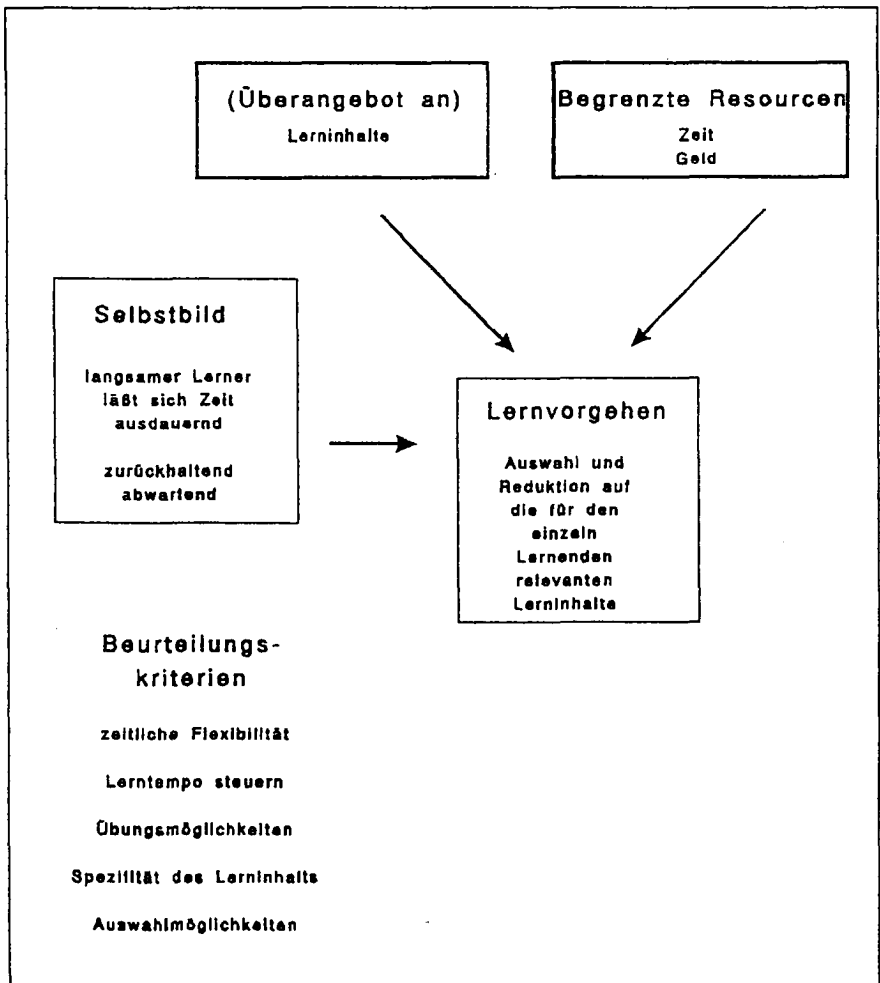 (Überangebot an)
Lerninhalte
Begrenzte Resourcen
Zeit
Geld
Selbstbild
langsamer Lerner
läßt sich Zeit
ausdauernd
zurückhaltend
abwartend
Lernvorgehen
Auswahl und
Reduktion auf
die für den
einzeln
Lernenden
relevanten
Lerninhalte
Beurteilungs-
kriterien
zeitliche Flexibilität
Lerntempo steuern
Übungsmöglichkeiten
Spezifität des Lerninhalts
Auswahlmöglichkeiten